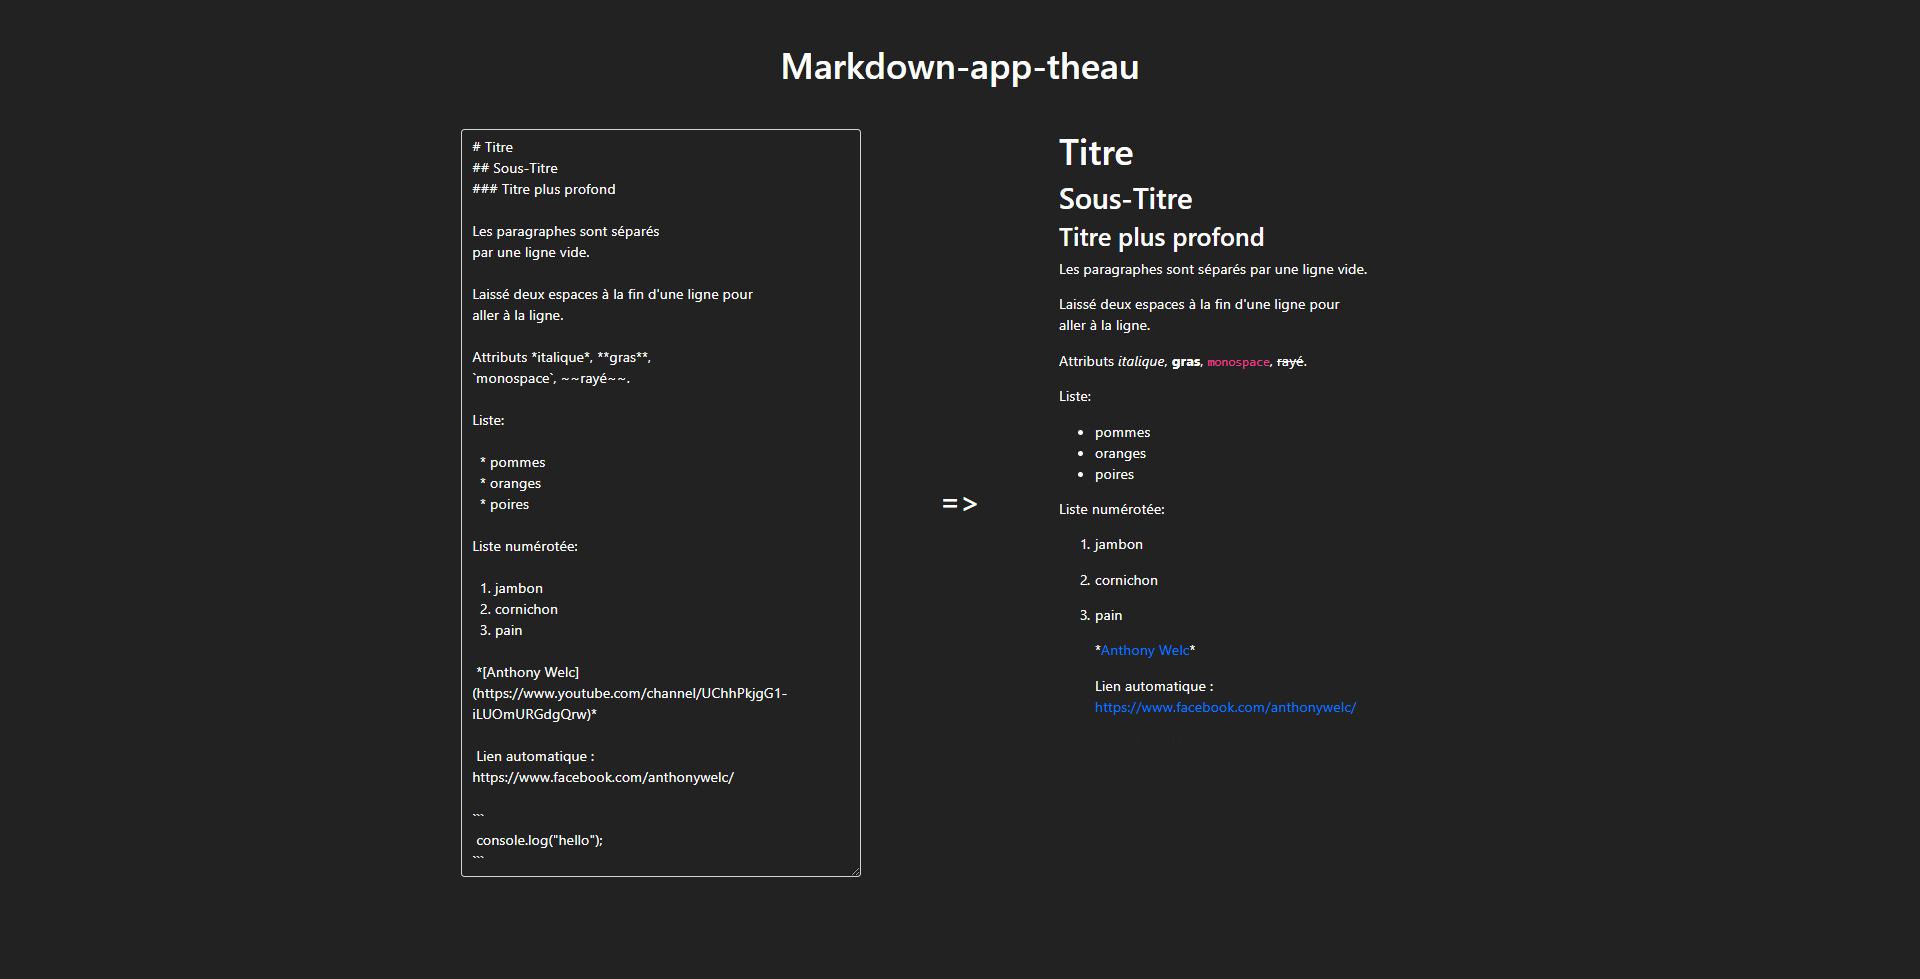 Markdown-app-theau
# Titre
## Sous-Titre
### Titre plus profond
Les paragraphes sont séparés
par une ligne vide.
Laissé deux espaces à la fin d'une ligne pour
aller à la ligne.
Attributs *italique*, **gras**,
`monospace`, ~~rayé~~.
Liste:
* pommes
* oranges
* poires
Liste numérotée:
1. jambon
2. cornichon
3. pain
*[Anthony Welc]
(https://www.youtube.com/channel/UChhPkjgG1-
iLUOmURGdgQrw)*
Lien automatique :
https://www.facebook.com/anthonywelc/
```
console.log("hello");
```
=>
Titre
Sous-Titre
Titre plus profond
Les paragraphes sont séparés par une ligne vide.
Laissé deux espaces à la fin d'une ligne pour
aller à la ligne.
Attributs italique, gras, monospace, rayé.
Liste:
• pommes
• oranges
• poires
Liste numérotée:
1. jambon
2. cornichon
3. pain
*Anthony Welc*
Lien automatique :
https://www.facebook.com/anthonywelc/